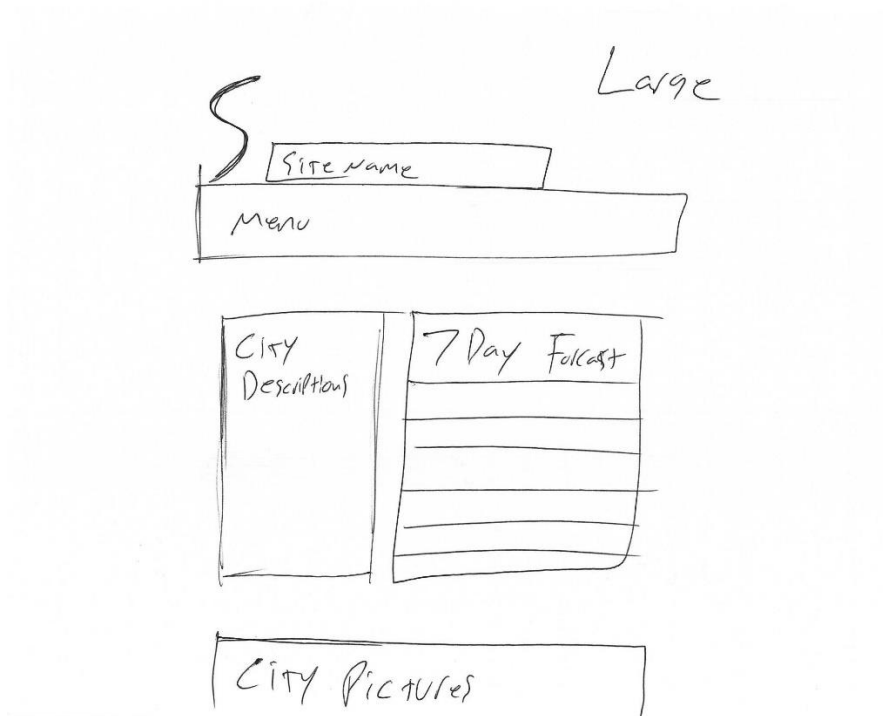 Large
S
Site Name
Menu
City
Descriptions
7 Day Forcast
City Pictures